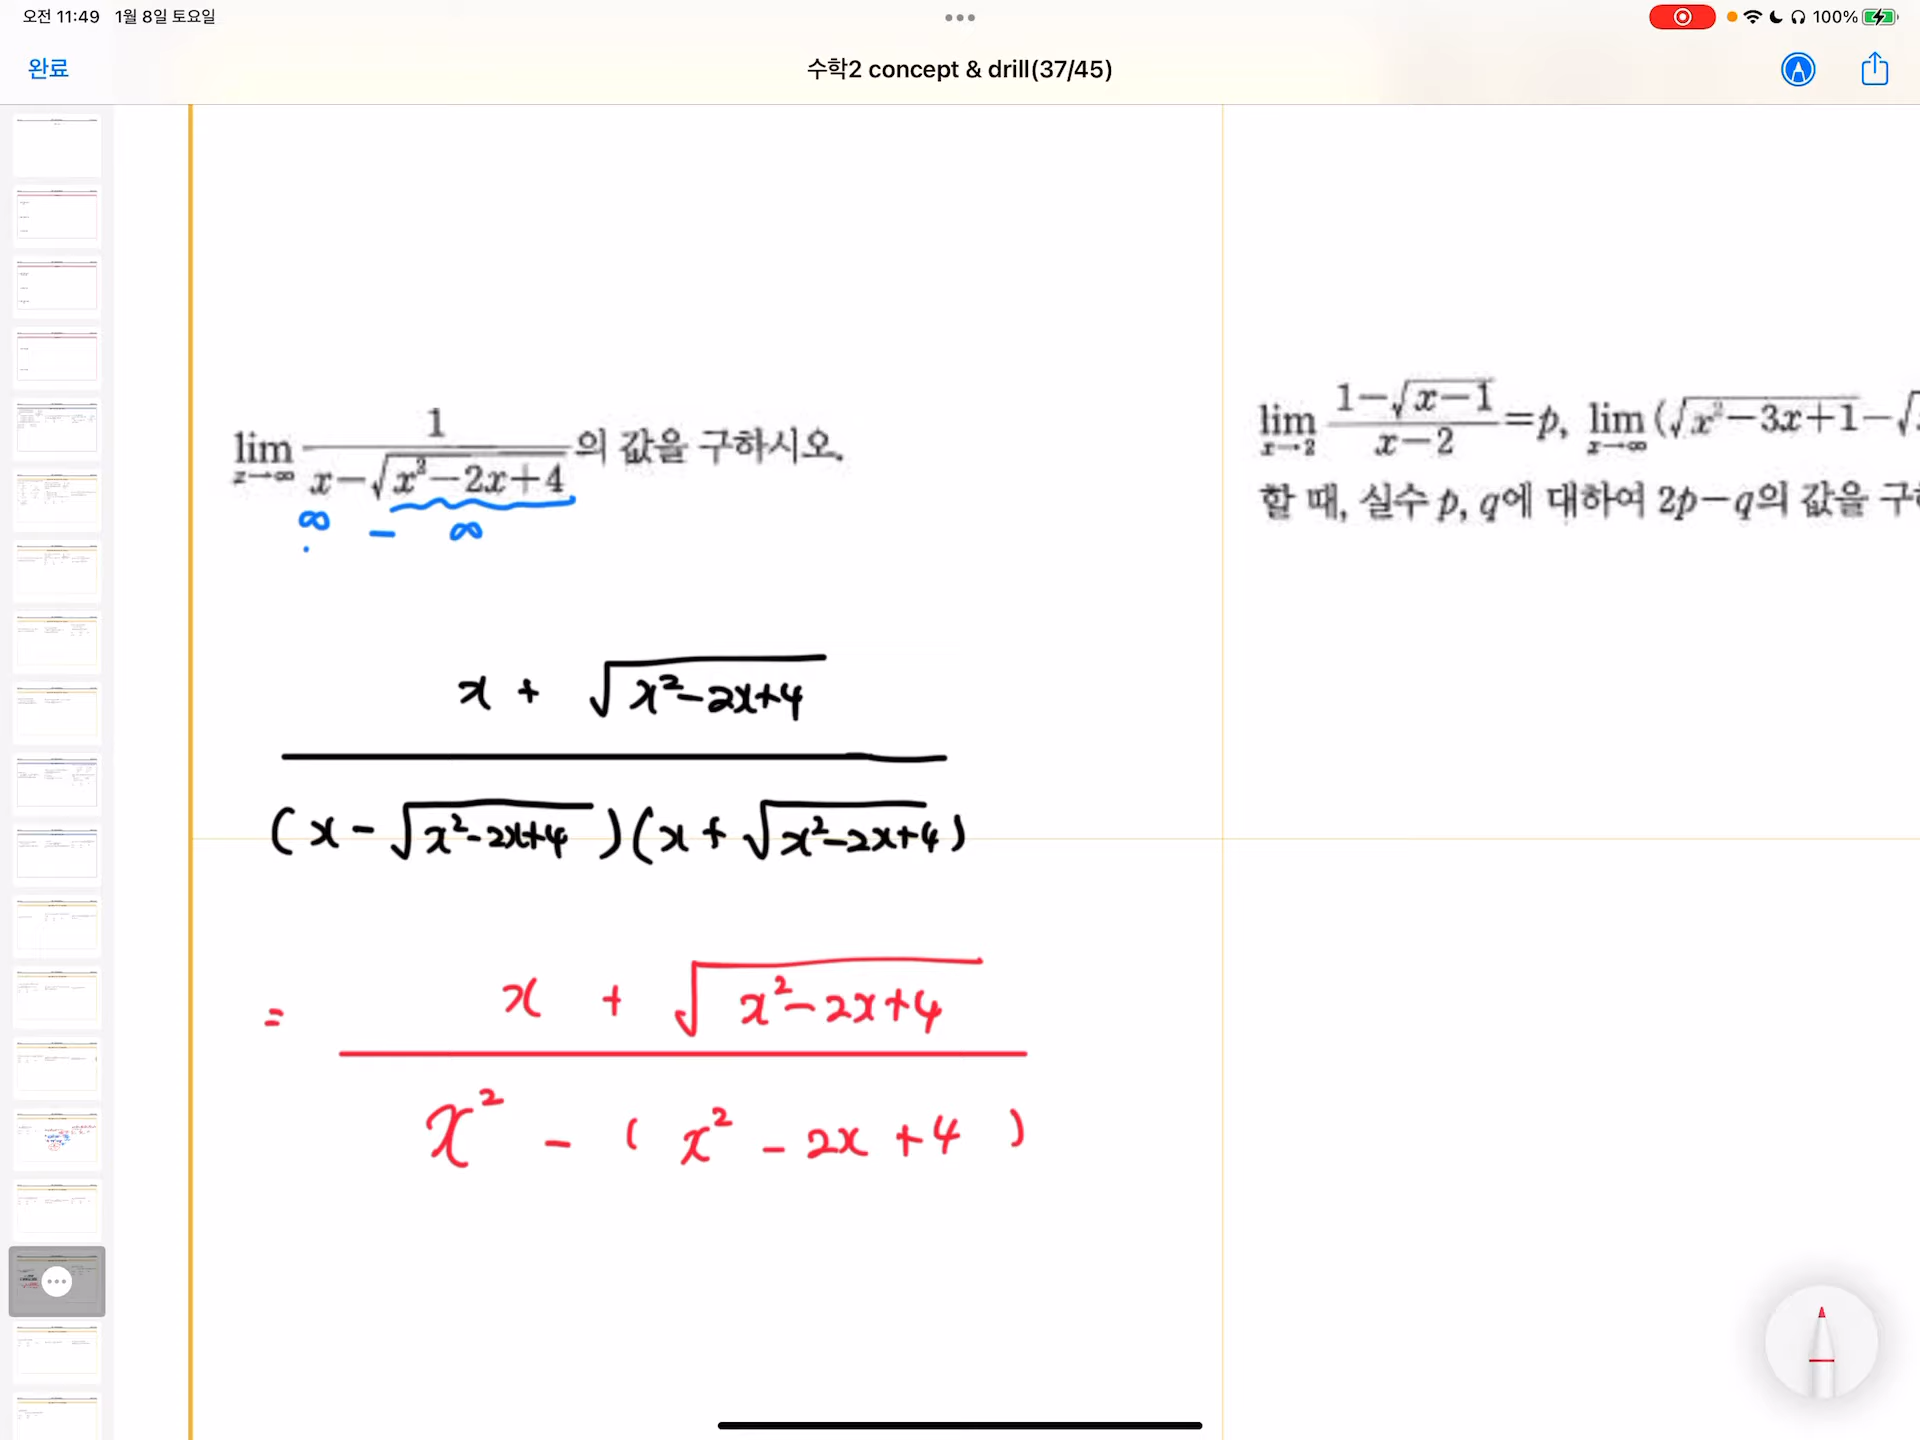 오전 11:49 1월 8일 토요일
100%
완료
수학2 concept & drill(37/45)
lim x→∞ 1/(x−√(x²−2x+4)) 의 값을 구하시오.
∞ − ∞
x + √(x²−2x+4)
(x−√(x²−2x+4))(x+√(x²−2x+4))
= x + √(x²−2x+4)
x² − (x² − 2x + 4)
lim x→2 (1−√(x−1))/(x−2) =p, lim x→∞ (√(x²−3x+1)−√
할 때, 실수 p, q에 대하여 2p−q의 값을 구